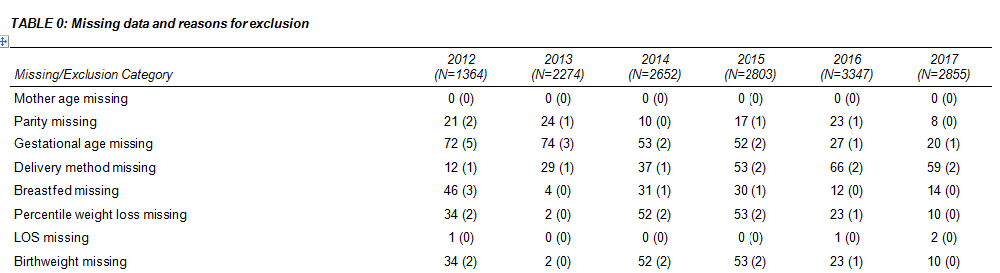 TABLE 0: Missing data and reasons for exclusion
2012 2013 2014 2015 2016 2017
Missing/Exclusion Category (N=1364) (N=2274) (N=2652) (N=2803) (N=3347) (N=2855)
Mother age missing 0 (0) 0 (0) 0 (0) 0 (0) 0 (0) 0 (0)
Parity missing 21 (2) 24 (1) 10 (0) 17 (1) 23 (1) 8 (0)
Gestational age missing 72 (5) 74 (3) 53 (2) 52 (2) 27 (1) 20 (1)
Delivery method missing 12 (1) 29 (1) 37 (1) 53 (2) 66 (2) 59 (2)
Breastfed missing 46 (3) 4 (0) 31 (1) 30 (1) 12 (0) 14 (0)
Percentile weight loss missing 34 (2) 2 (0) 52 (2) 53 (2) 23 (1) 10 (0)
LOS missing 1 (0) 0 (0) 0 (0) 0 (0) 1 (0) 2 (0)
Birthweight missing 34 (2) 2 (0) 52 (2) 53 (2) 23 (1) 10 (0)